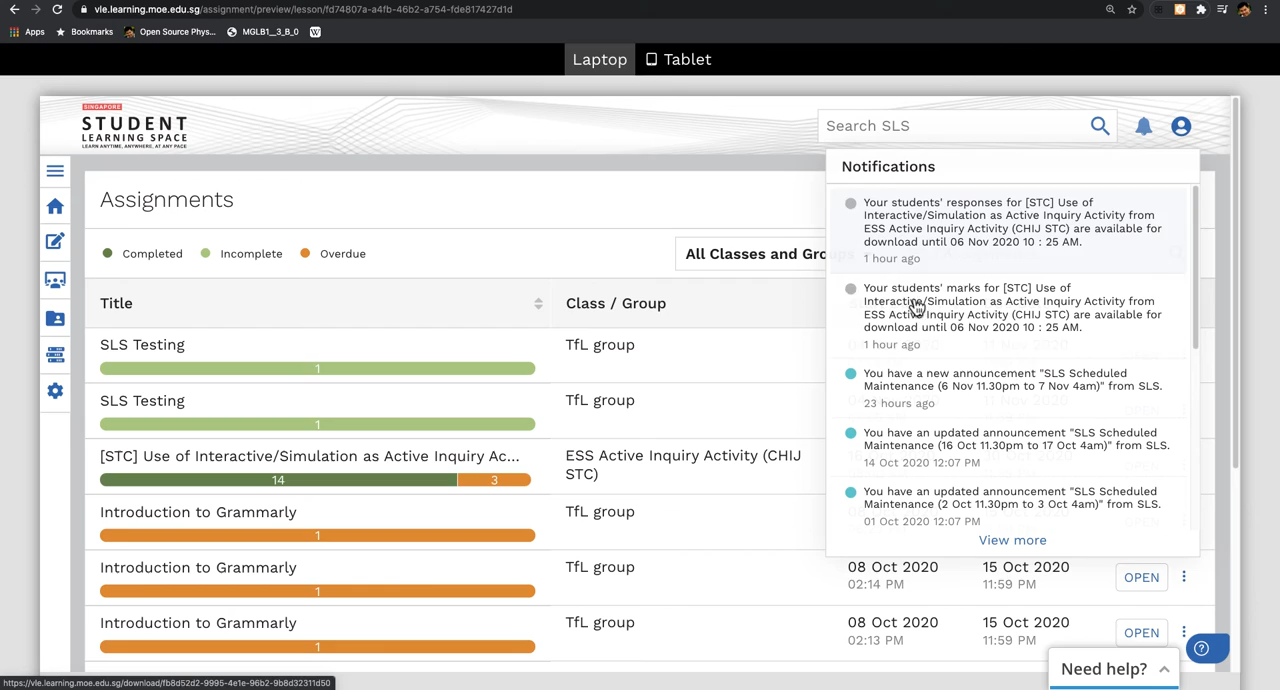 vle.learning.moe.edu.sg/assignment/preview/lesson/fd74807a-a4fb-46b2-a754-fde817427d1d
Apps Bookmarks Open Source Phys... MGLB1__3_B_0 W
Laptop Tablet
SINGAPORE
STUDENT
LEARNING SPACE
LEARN ANYTIME, ANYWHERE, AT ANY PACE
Search SLS
Notifications
Your students' responses for [STC] Use of
Interactive/Simulation as Active Inquiry Activity from
ESS Active Inquiry Activity (CHIJ STC) are available for
download until 06 Nov 2020 10 : 25 AM.
1 hour ago
Your students' marks for [STC] Use of
Interactive/Simulation as Active Inquiry Activity from
ESS Active Inquiry Activity (CHIJ STC) are available for
download until 06 Nov 2020 10 : 25 AM.
1 hour ago
You have a new announcement "SLS Scheduled
Maintenance (6 Nov 11.30pm to 7 Nov 4am)" from SLS.
23 hours ago
You have an updated announcement "SLS Scheduled
Maintenance (16 Oct 11.30pm to 17 Oct 4am)" from SLS.
14 Oct 2020 12:07 PM
You have an updated announcement "SLS Scheduled
Maintenance (2 Oct 11.30pm to 3 Oct 4am)" from SLS.
01 Oct 2020 12:07 PM
View more
Assignments
Completed Incomplete Overdue
All Classes and Groups
Title Class / Group
SLS Testing TfL group
1
SLS Testing TfL group
1
[STC] Use of Interactive/Simulation as Active Inquiry Ac... ESS Active Inquiry Activity (CHIJ
STC)
14 3
Introduction to Grammarly TfL group
1
Introduction to Grammarly TfL group 08 Oct 2020 15 Oct 2020 OPEN
02:14 PM 11:59 PM
1
Introduction to Grammarly TfL group 08 Oct 2020 15 Oct 2020 OPEN
02:13 PM 11:59 PM
1
Need help?
https://vle.learning.moe.edu.sg/download/fb8d52d2-9995-4e1e-96b2-9b8d32311d50